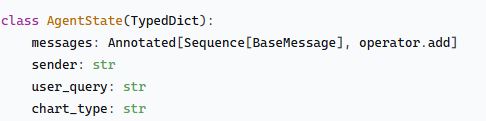 class AgentState(TypedDict):
    messages: Annotated[Sequence[BaseMessage], operator.add]
    sender: str
    user_query: str
    chart_type: str